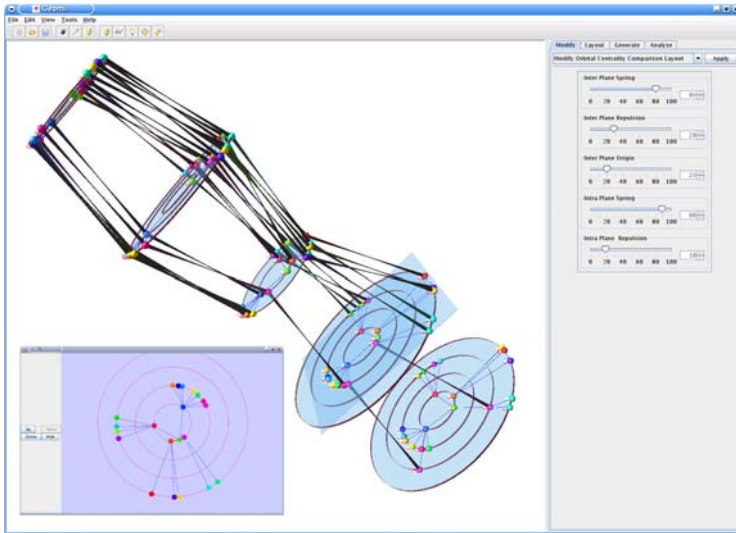 Geomi
File Edit View Tools Help
Modify Layout Generate Analyse
Modify Orbital Centrality Comparison Layout Apply
Inter Plane Spring
0 20 40 60 80 100
Inter Plane Repulsion
0 20 40 60 80 100
Inter Plane Origin
0 20 40 60 80 100
Intra Plane Spring
0 20 40 60 80 100
Intra Plane Repulsion
0 20 40 60 80 100